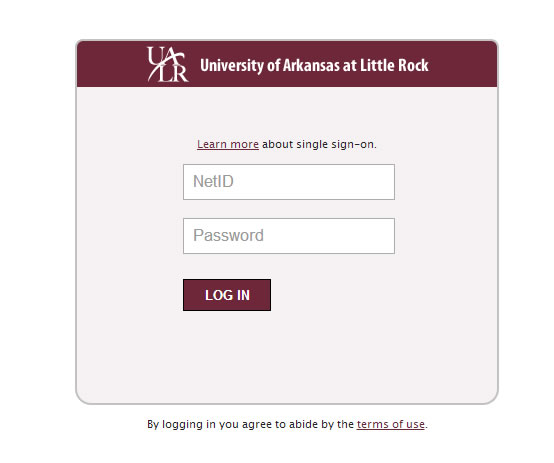 UALR
University of Arkansas at Little Rock
Learn more about single sign-on.
NetID
Password
LOG IN
By logging in you agree to abide by the terms of use.